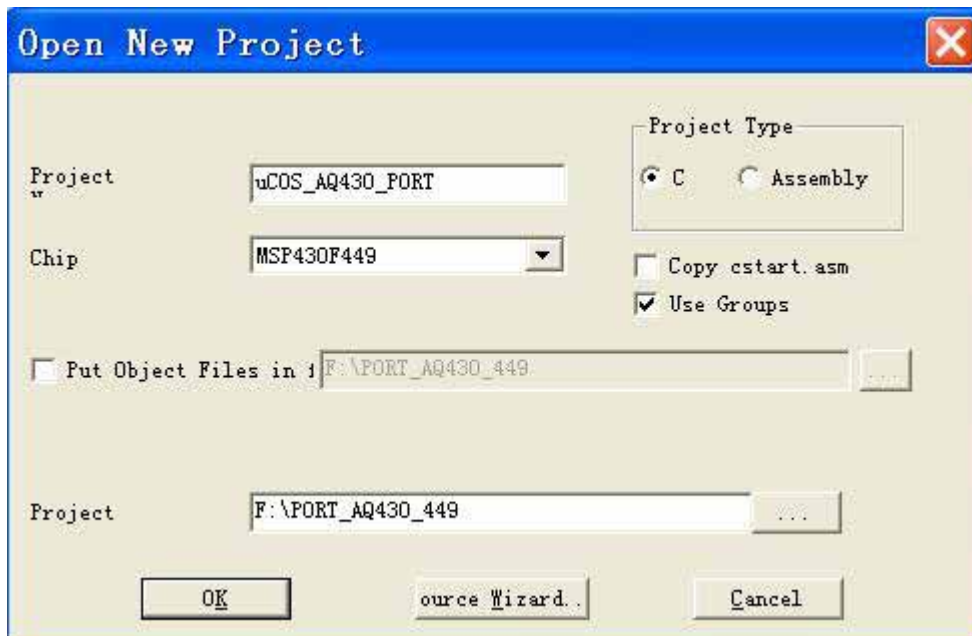 Open New Project
Project Type
Project
uCOS_AQ430_PORT
C
Assembly
Chip
MSP430F449
Copy cstart.asm
Use Groups
Put Object Files in
F:\PORT_AQ430_449
...
Project
F:\PORT_AQ430_449
...
OK
ource Wizard..
Cancel